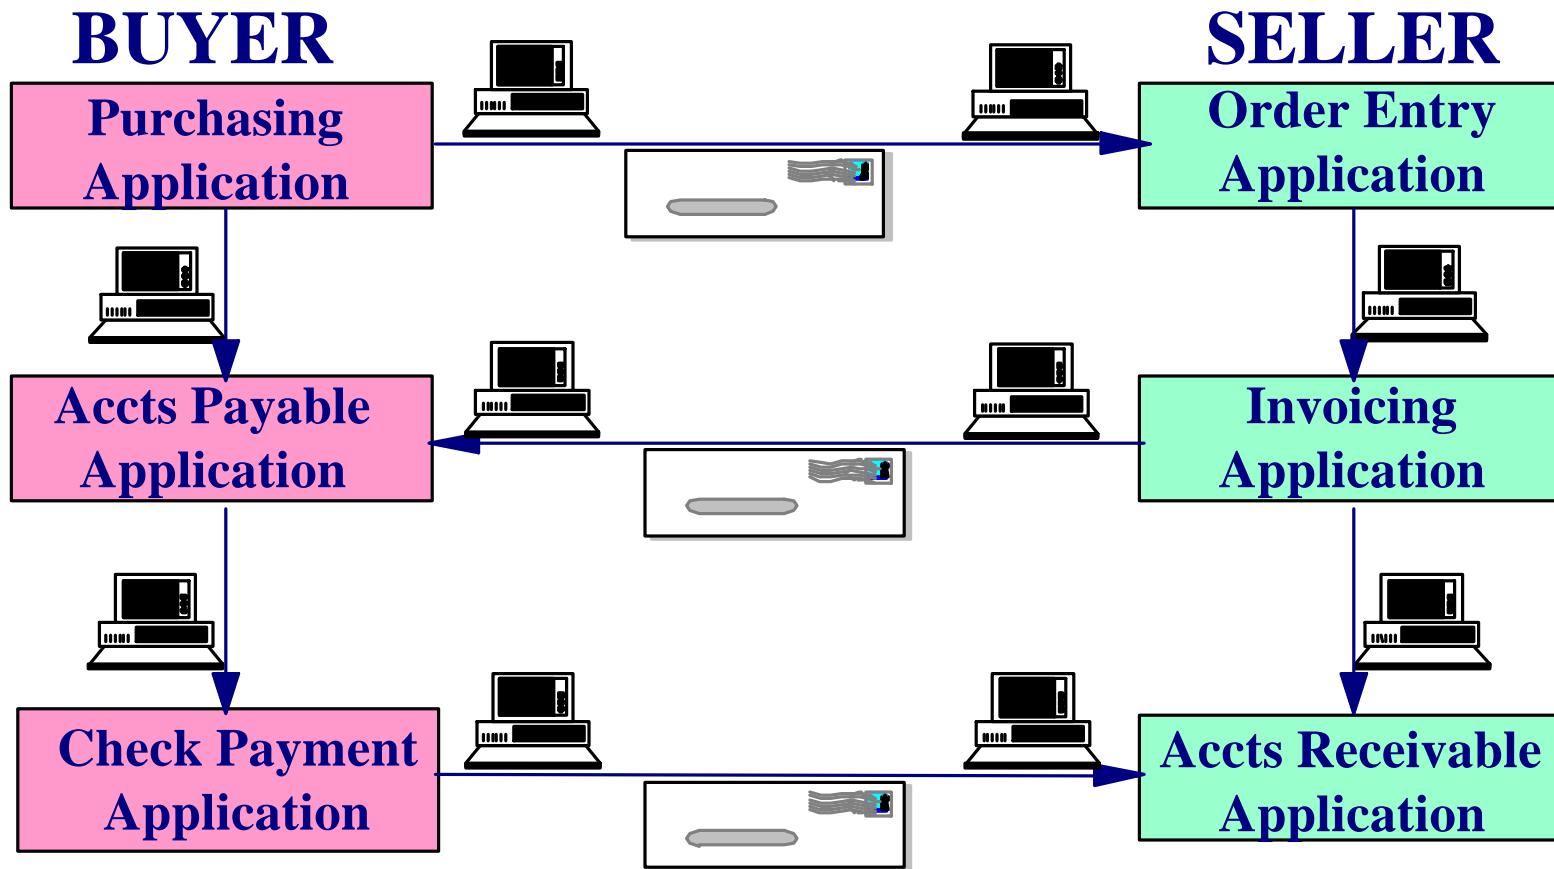 BUYER
SELLER
Purchasing
Application
Order Entry
Application
Accts Payable
Application
Invoicing
Application
Check Payment
Application
Accts Receivable
Application